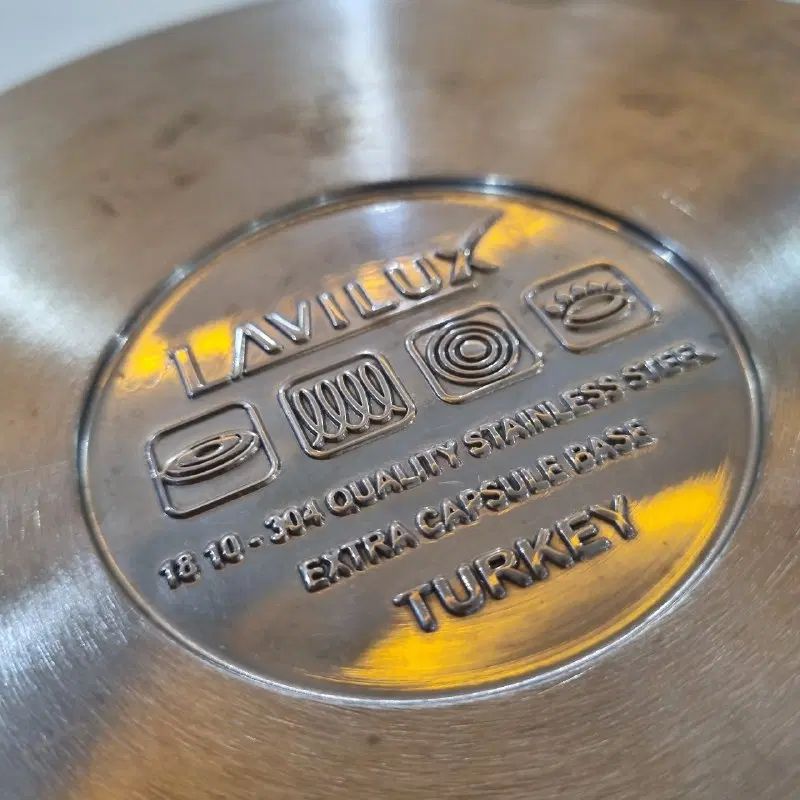 LAVILUX
18 10 - 304 QUALITY STAINLESS STEEL
EXTRA CAPSULE BASE
TURKEY